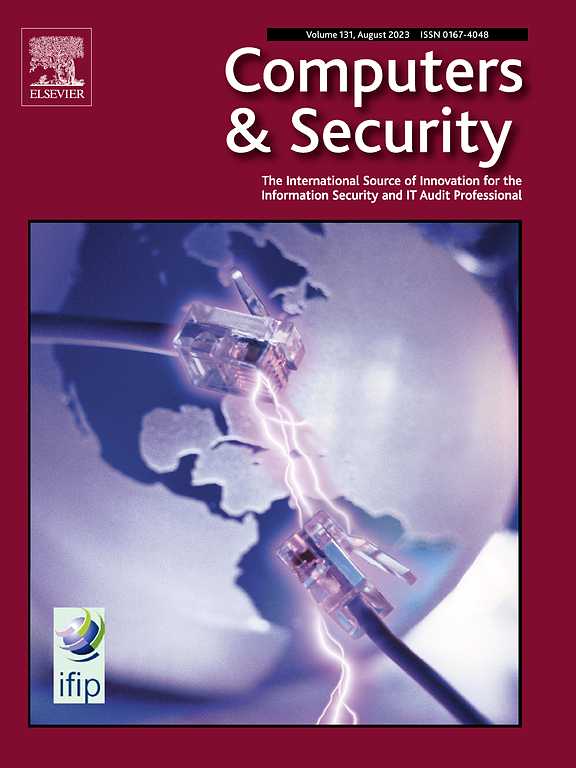 Volume 131, August 2023 ISSN 0167-4048
ELSEVIER
Computers
& Security
The International Source of Innovation for the
Information Security and IT Audit Professional
ifip